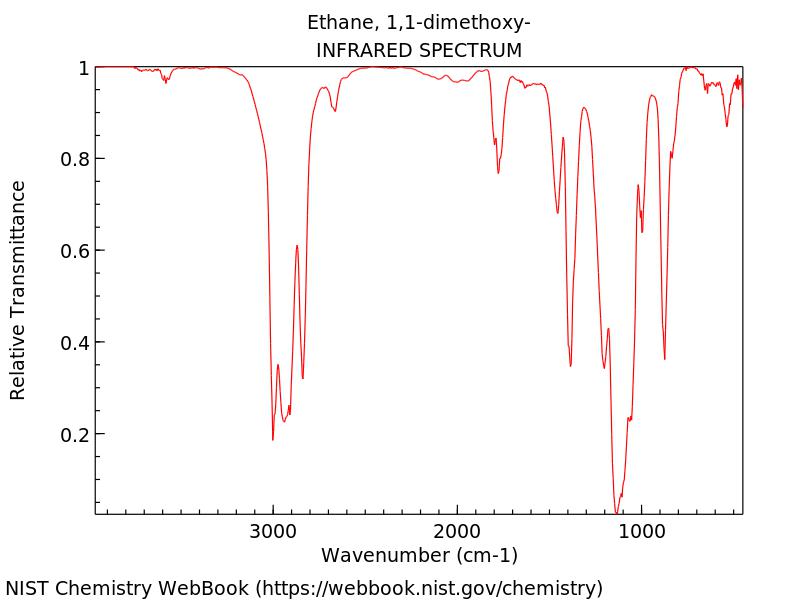 Ethane, 1,1-dimethoxy-
INFRARED SPECTRUM
1
0.8
0.6
0.4
0.2
Relative Transmittance
3000 2000 1000
Wavenumber (cm-1)
NIST Chemistry WebBook (https://webbook.nist.gov/chemistry)